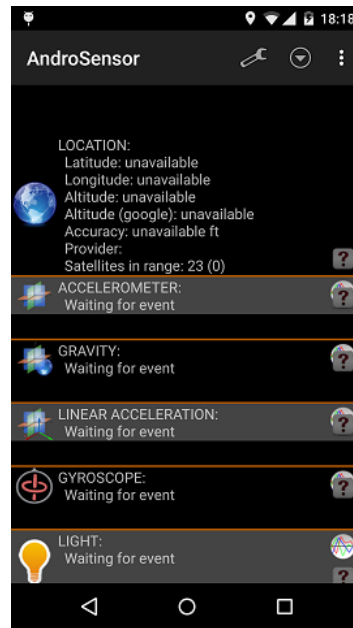 18:18
AndroSensor
LOCATION:
Latitude: unavailable
Longitude: unavailable
Altitude: unavailable
Altitude (google): unavailable
Accuracy: unavailable ft
Provider:
Satellites in range: 23 (0)
?
ACCELEROMETER:
Waiting for event
?
GRAVITY:
Waiting for event
?
LINEAR ACCELERATION:
Waiting for event
?
GYROSCOPE:
Waiting for event
?
LIGHT:
Waiting for event
?